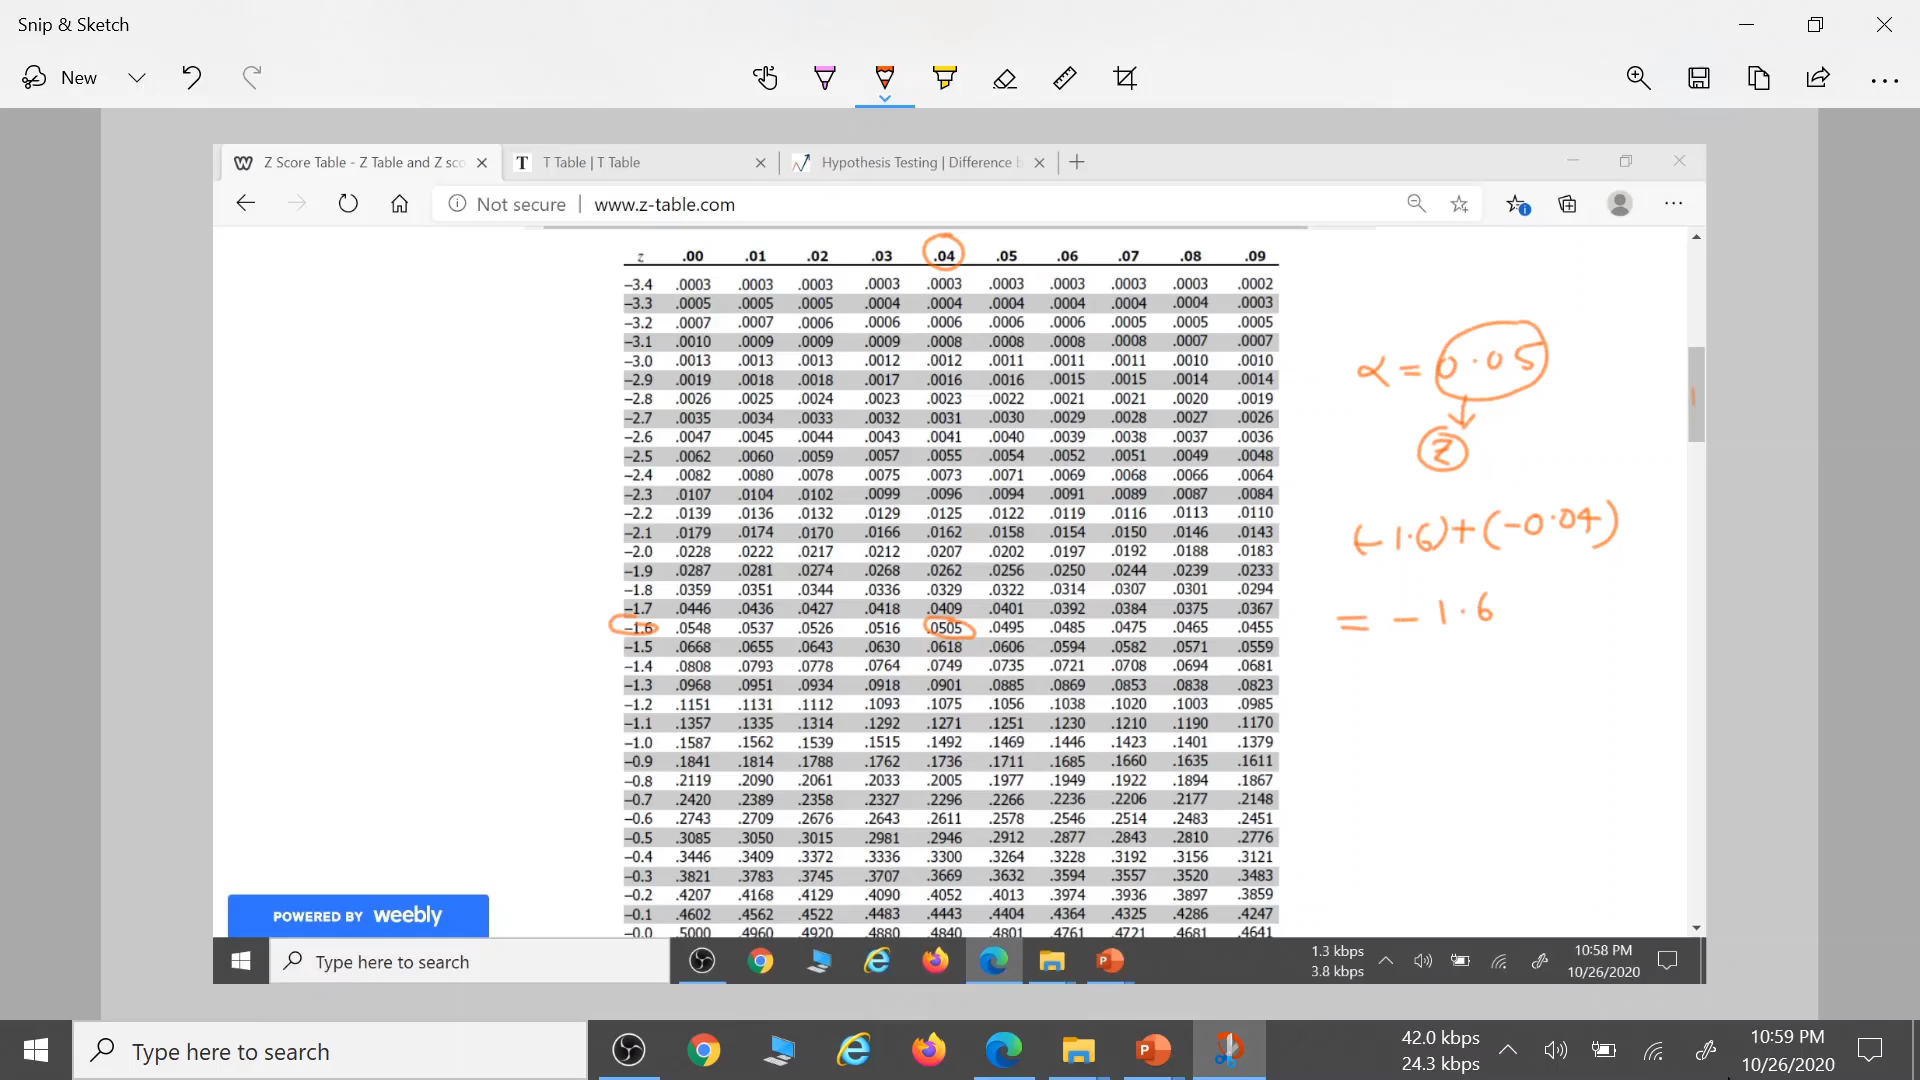 Snip & Sketch
New
Z Score Table - Z Table and Z sco
T Table | T Table
Hypothesis Testing | Difference b
Not secure | www.z-table.com
z .00 .01 .02 .03 .04 .05 .06 .07 .08 .09
−3.4 .0003 .0003 .0003 .0003 .0003 .0003 .0003 .0003 .0003 .0002
−3.3 .0005 .0005 .0005 .0004 .0004 .0004 .0004 .0004 .0004 .0003
−3.2 .0007 .0007 .0006 .0006 .0006 .0006 .0006 .0005 .0005 .0005
−3.1 .0010 .0009 .0009 .0009 .0008 .0008 .0008 .0008 .0007 .0007
−3.0 .0013 .0013 .0013 .0012 .0012 .0011 .0011 .0011 .0010 .0010
−2.9 .0019 .0018 .0018 .0017 .0016 .0016 .0015 .0015 .0014 .0014
−2.8 .0026 .0025 .0024 .0023 .0023 .0022 .0021 .0021 .0020 .0019
−2.7 .0035 .0034 .0033 .0032 .0031 .0030 .0029 .0028 .0027 .0026
−2.6 .0047 .0045 .0044 .0043 .0041 .0040 .0039 .0038 .0037 .0036
−2.5 .0062 .0060 .0059 .0057 .0055 .0054 .0052 .0051 .0049 .0048
−2.4 .0082 .0080 .0078 .0075 .0073 .0071 .0069 .0068 .0066 .0064
−2.3 .0107 .0104 .0102 .0099 .0096 .0094 .0091 .0089 .0087 .0084
−2.2 .0139 .0136 .0132 .0129 .0125 .0122 .0119 .0116 .0113 .0110
−2.1 .0179 .0174 .0170 .0166 .0162 .0158 .0154 .0150 .0146 .0143
−2.0 .0228 .0222 .0217 .0212 .0207 .0202 .0197 .0192 .0188 .0183
−1.9 .0287 .0281 .0274 .0268 .0262 .0256 .0250 .0244 .0239 .0233
−1.8 .0359 .0351 .0344 .0336 .0329 .0322 .0314 .0307 .0301 .0294
−1.7 .0446 .0436 .0427 .0418 .0409 .0401 .0392 .0384 .0375 .0367
−1.6 .0548 .0537 .0526 .0516 .0505 .0495 .0485 .0475 .0465 .0455
−1.5 .0668 .0655 .0643 .0630 .0618 .0606 .0594 .0582 .0571 .0559
−1.4 .0808 .0793 .0778 .0764 .0749 .0735 .0721 .0708 .0694 .0681
−1.3 .0968 .0951 .0934 .0918 .0901 .0885 .0869 .0853 .0838 .0823
−1.2 .1151 .1131 .1112 .1093 .1075 .1056 .1038 .1020 .1003 .0985
−1.1 .1357 .1335 .1314 .1292 .1271 .1251 .1230 .1210 .1190 .1170
−1.0 .1587 .1562 .1539 .1515 .1492 .1469 .1446 .1423 .1401 .1379
−0.9 .1841 .1814 .1788 .1762 .1736 .1711 .1685 .1660 .1635 .1611
−0.8 .2119 .2090 .2061 .2033 .2005 .1977 .1949 .1922 .1894 .1867
−0.7 .2420 .2389 .2358 .2327 .2296 .2266 .2236 .2206 .2177 .2148
−0.6 .2743 .2709 .2676 .2643 .2611 .2578 .2546 .2514 .2483 .2451
−0.5 .3085 .3050 .3015 .2981 .2946 .2912 .2877 .2843 .2810 .2776
−0.4 .3446 .3409 .3372 .3336 .3300 .3264 .3228 .3192 .3156 .3121
−0.3 .3821 .3783 .3745 .3707 .3669 .3632 .3594 .3557 .3520 .3483
−0.2 .4207 .4168 .4129 .4090 .4052 .4013 .3974 .3936 .3897 .3859
−0.1 .4602 .4562 .4522 .4483 .4443 .4404 .4364 .4325 .4286 .4247
−0.0 .5000 .4960 .4920 .4880 .4840 .4801 .4761 .4721 .4681 .4641
α = 0.05
Z
(-1.6)+(-0.04)
= -1.6
POWERED BY weebly
Type here to search
1.3 kbps
3.8 kbps
10:58 PM
10/26/2020
Type here to search
42.0 kbps
24.3 kbps
10:59 PM
10/26/2020